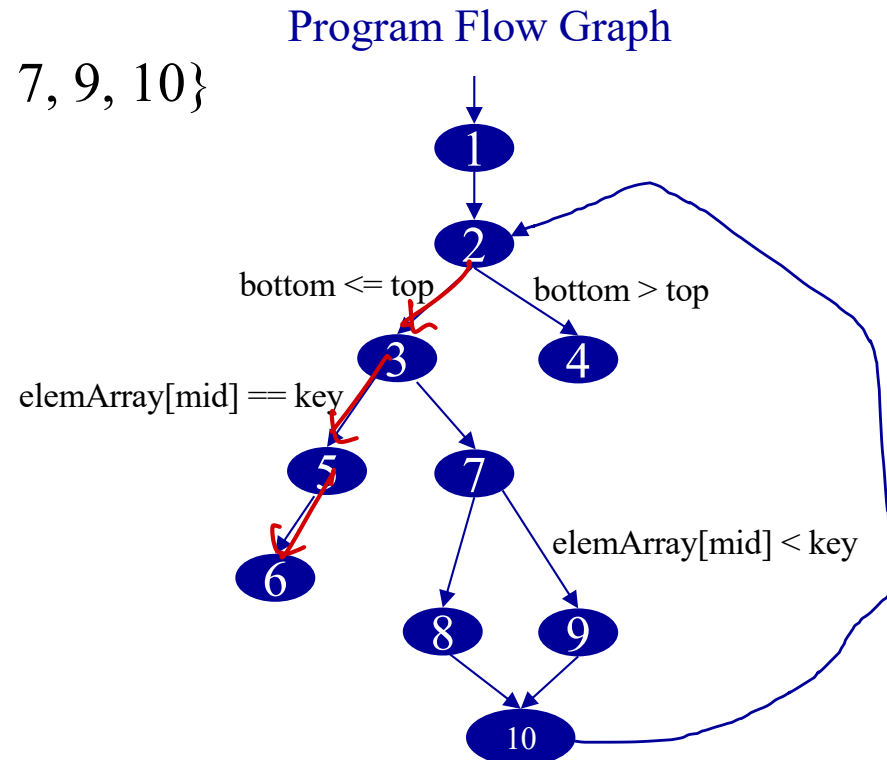 Program Flow Graph
7, 9, 10}
1
2
bottom <= top
bottom > top
3
4
elemArray[mid] == key
5
7
elemArray[mid] < key
6
8
9
10